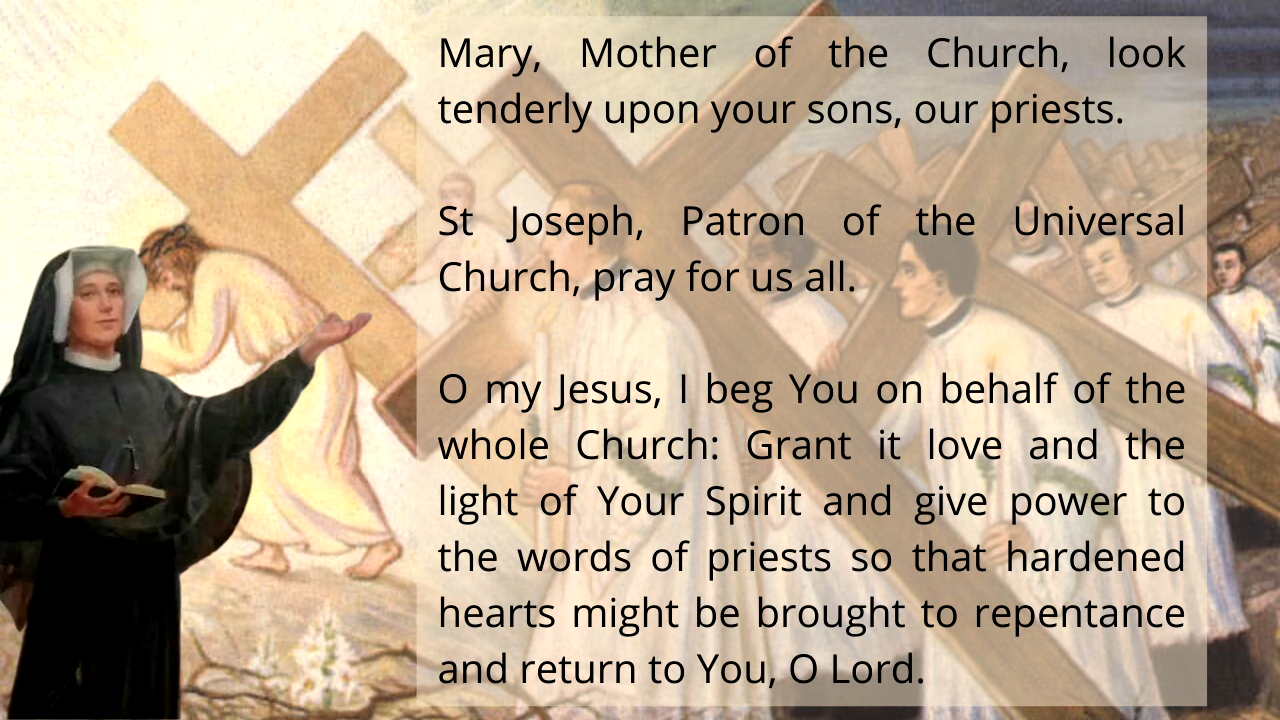 Mary, Mother of the Church, look
tenderly upon your sons, our priests.
St Joseph, Patron of the Universal
Church, pray for us all.
O my Jesus, I beg You on behalf of the
whole Church: Grant it love and the
light of Your Spirit and give power to
the words of priests so that hardened
hearts might be brought to repentance
and return to You, O Lord.